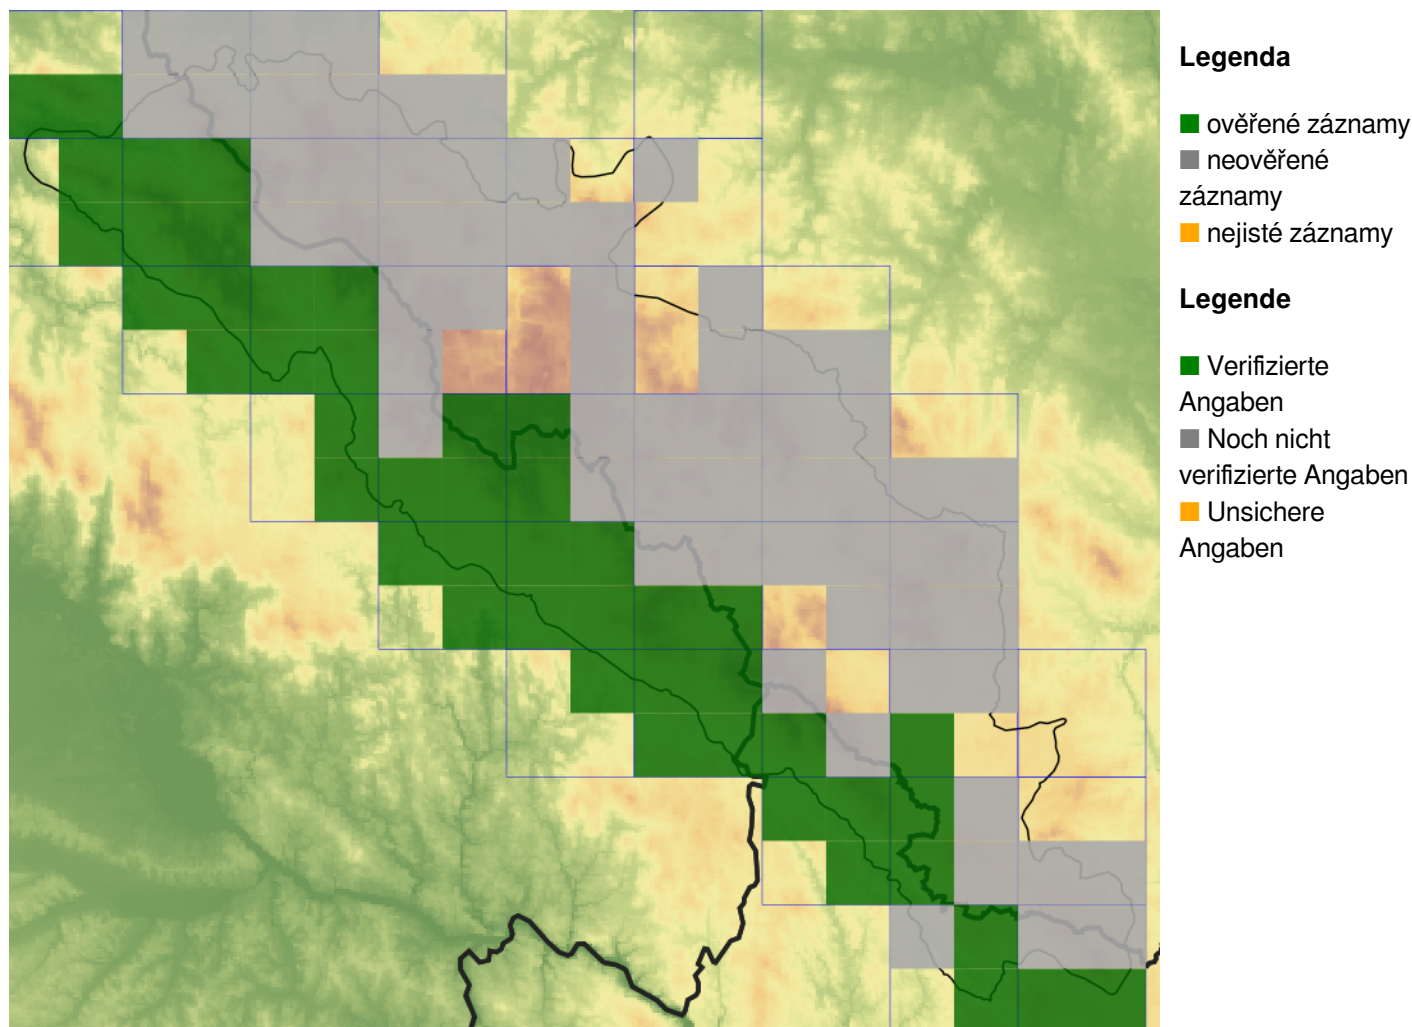 Legenda
ověřené záznamy
neověřené
záznamy
nejisté záznamy
Legende
Verifizierte
Angaben
Noch nicht
verifizierte Angaben
Unsichere
Angaben